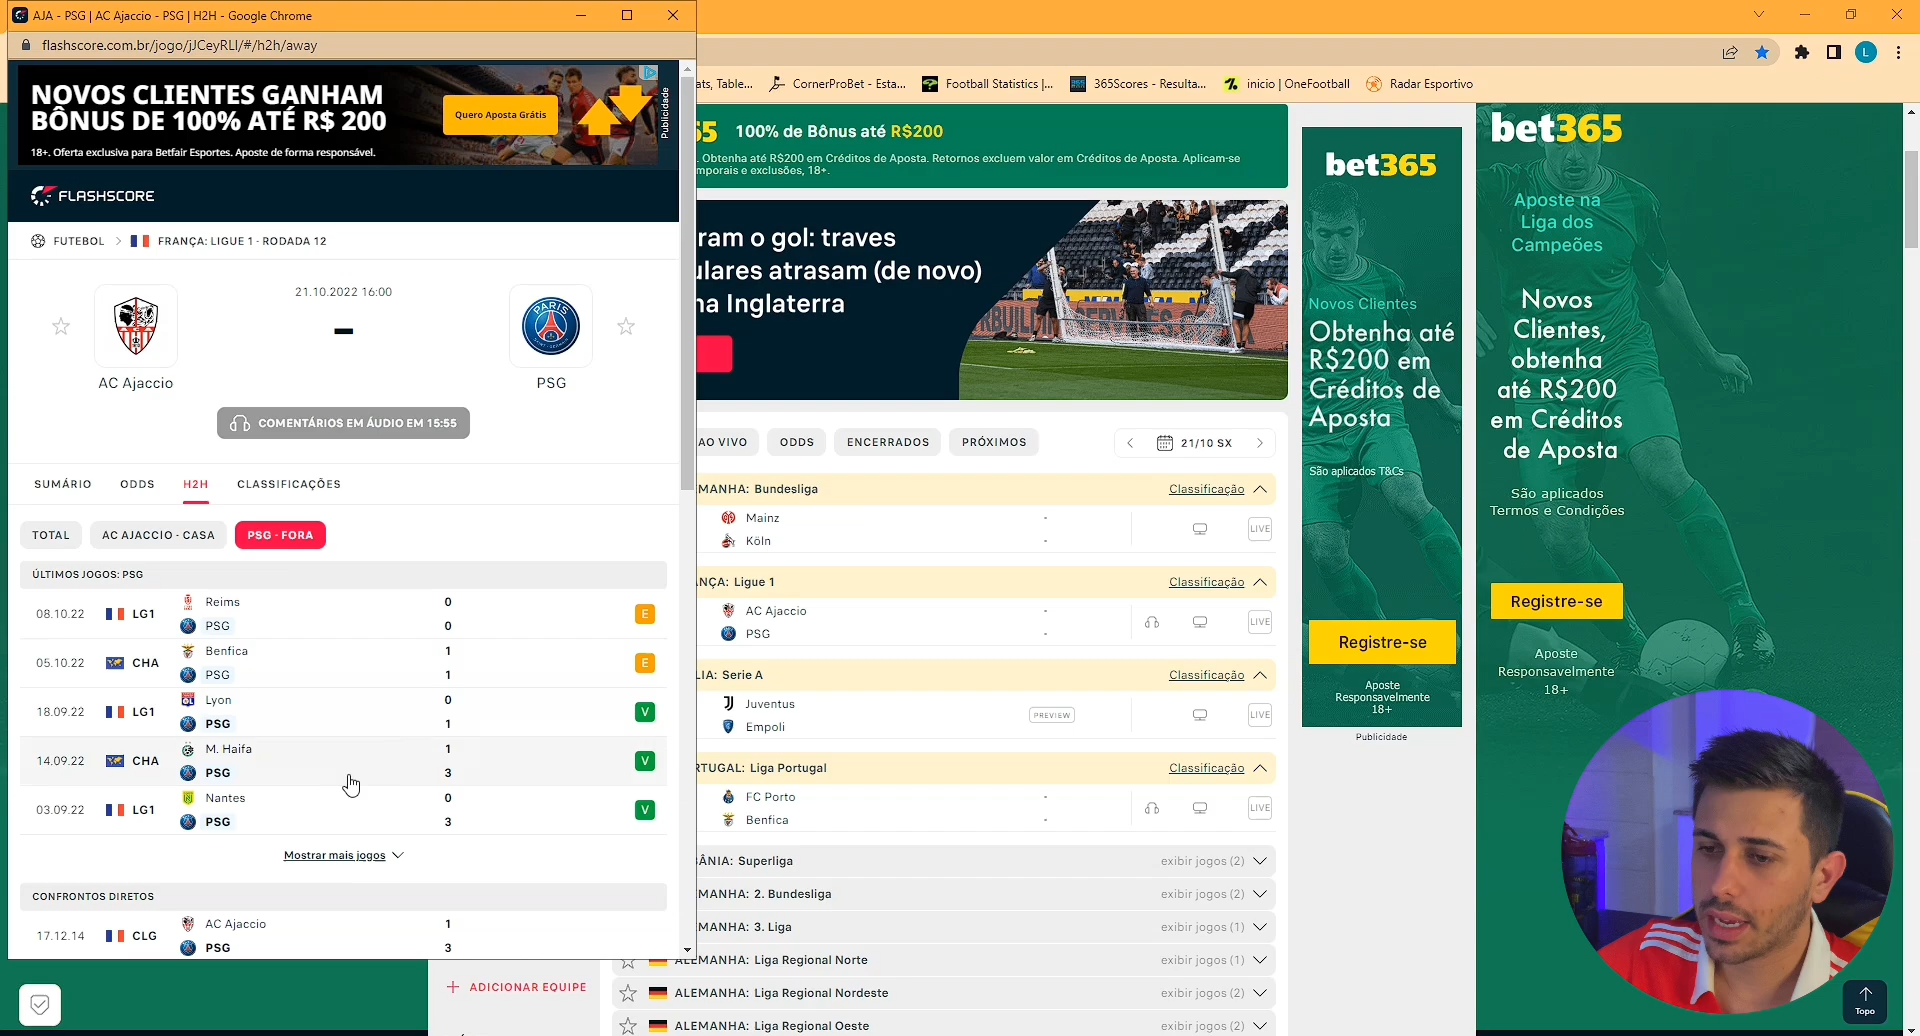 AJA - PSG | AC Ajaccio - PSG | H2H - Google Chrome
flashscore.com.br/jogo/jJCeyRLI/#/h2h/away
NOVOS CLIENTES GANHAM
BÔNUS DE 100% ATÉ R$ 200
18+. Oferta exclusiva para Betfair Esportes. Aposte de forma responsável.
Quero Aposta Grátis
Publicidade
FLASHSCORE
FUTEBOL > FRANÇA: LIGUE 1 - RODADA 12
21.10.2022 16:00
-
AC Ajaccio
PSG
COMENTÁRIOS EM ÁUDIO EM 15:55
SUMÁRIO ODDS H2H CLASSIFICAÇÕES
TOTAL AC AJACCIO - CASA PSG - FORA
ÚLTIMOS JOGOS: PSG
08.10.22 LG1 Reims 0 E
PSG 0
05.10.22 CHA Benfica 1 E
PSG 1
18.09.22 LG1 Lyon 0 V
PSG 1
14.09.22 CHA M. Haifa 1 V
PSG 3
03.09.22 LG1 Nantes 0 V
PSG 3
Mostrar mais jogos
CONFRONTOS DIRETOS
17.12.14 CLG AC Ajaccio 1
PSG 3
L
ats, Table...
CornerProBet - Esta...
Football Statistics |...
365Scores - Resulta...
inicio | OneFootball
Radar Esportivo
65 100% de Bônus até R$200
. Obtenha até R$200 em Créditos de Aposta. Retornos excluem valor em Créditos de Aposta. Aplicam-se
mporais e exclusões, 18+.
ram o gol: traves
ulares atrasam (de novo)
na Inglaterra
AO VIVO ODDS ENCERRADOS PRÓXIMOS 21/10 SX
MANHA: Bundesliga Classificação
Mainz - LIVE
Köln -
NÇA: Ligue 1 Classificação
AC Ajaccio - LIVE
PSG -
LIA: Serie A Classificação
Juventus PREVIEW LIVE
Empoli
RTUGAL: Liga Portugal Classificação
FC Porto - LIVE
Benfica -
ÂNIA: Superliga exibir jogos (2)
MANHA: 2. Bundesliga exibir jogos (2)
MANHA: 3. Liga exibir jogos (1)
ALEMANHA: Liga Regional Norte exibir jogos (1)
ALEMANHA: Liga Regional Nordeste exibir jogos (2)
ALEMANHA: Liga Regional Oeste exibir jogos (2)
+ ADICIONAR EQUIPE
bet365
Novos Clientes
Obtenha até
R$200 em
Créditos de
Aposta
São aplicados T&Cs
Registre-se
Aposte
Responsavelmente
18+
Publicidade
bet365
Aposte na
Liga dos
Campeões
Novos
Clientes,
obtenha
até R$200
em Créditos
de Aposta
São aplicados
Termos e Condições
Registre-se
Aposte
Responsavelmente
18+
Topo